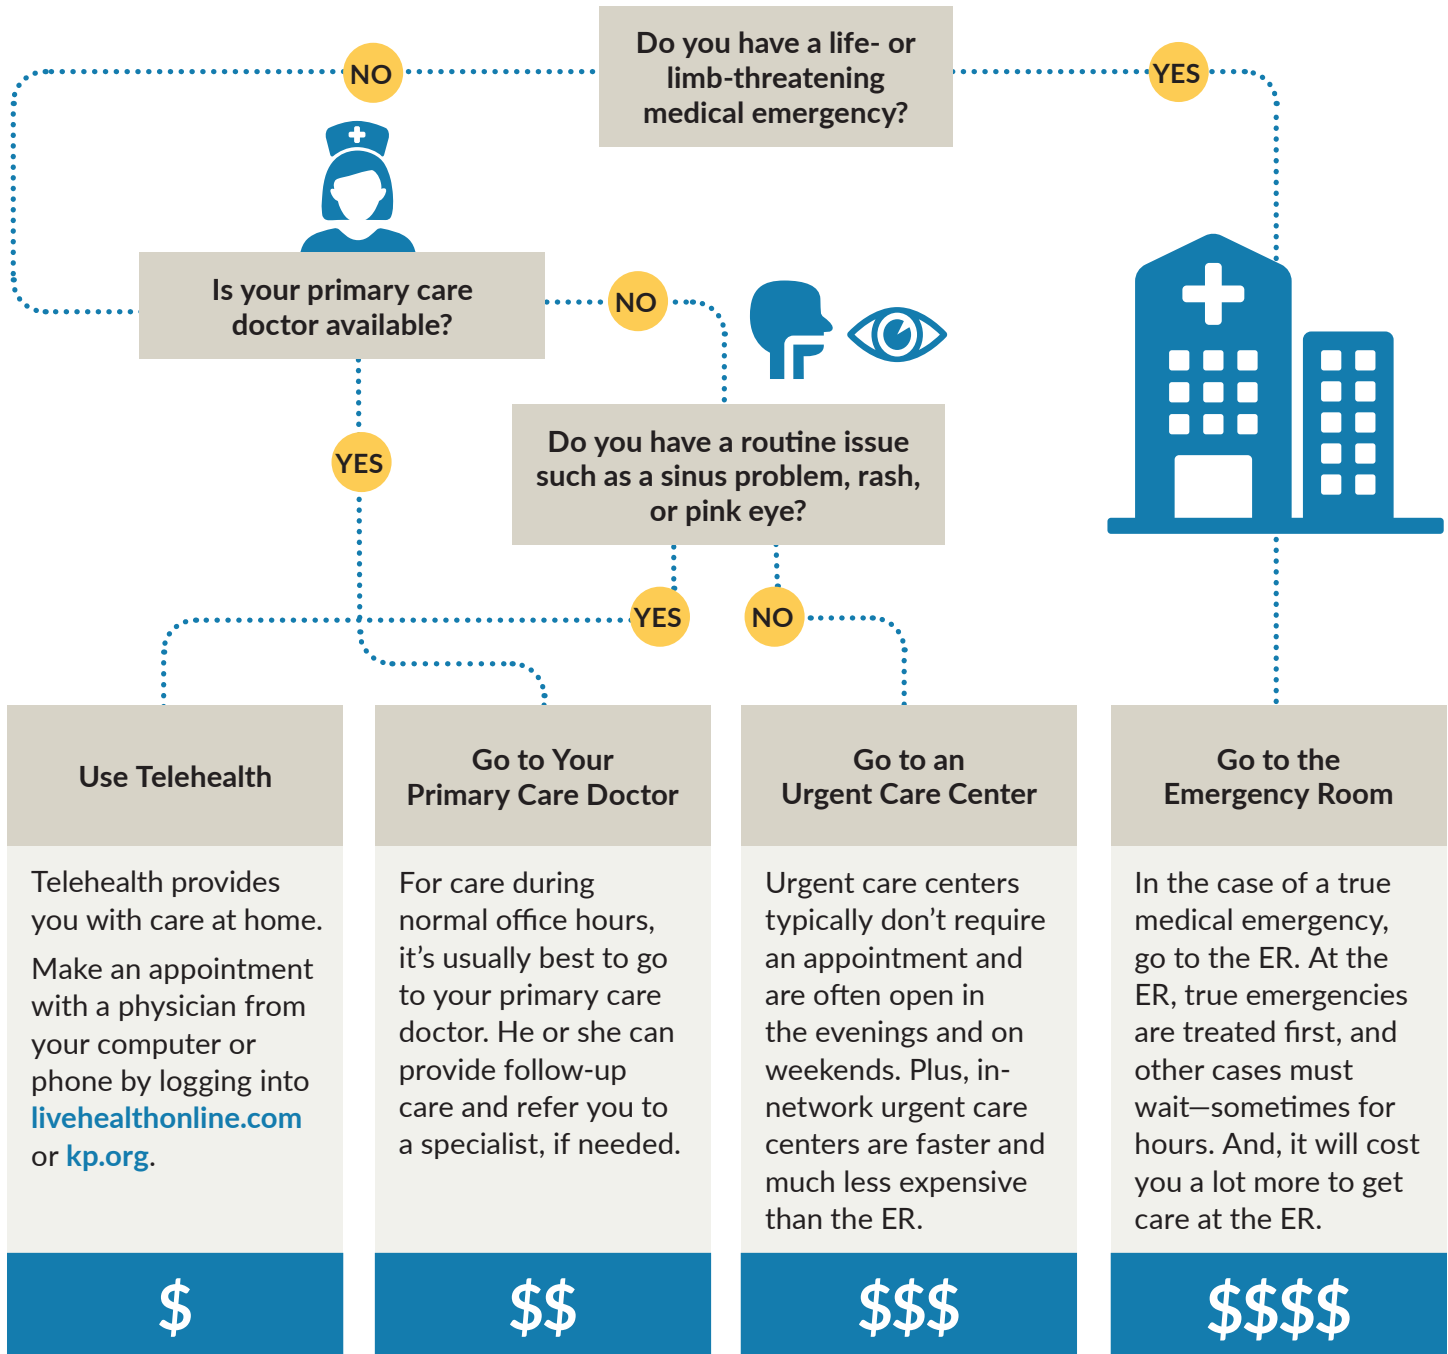 Do you have a life- or
limb-threatening
medical emergency?
NO
YES
Is your primary care
doctor available?
NO
YES
Do you have a routine issue
such as a sinus problem, rash,
or pink eye?
YES
NO
Use Telehealth
Telehealth provides
you with care at home.
Make an appointment
with a physician from
your computer or
phone by logging into
livehealthonline.com
or kp.org.
$
Go to Your
Primary Care Doctor
For care during
normal office hours,
it’s usually best to go
to your primary care
doctor. He or she can
provide follow-up
care and refer you to
a specialist, if needed.
$$
Go to an
Urgent Care Center
Urgent care centers
typically don’t require
an appointment and
are often open in
the evenings and on
weekends. Plus, in-
network urgent care
centers are faster and
much less expensive
than the ER.
$$$
Go to the
Emergency Room
In the case of a true
medical emergency,
go to the ER. At the
ER, true emergencies
are treated first, and
other cases must
wait—sometimes for
hours. And, it will cost
you a lot more to get
care at the ER.
$$$$